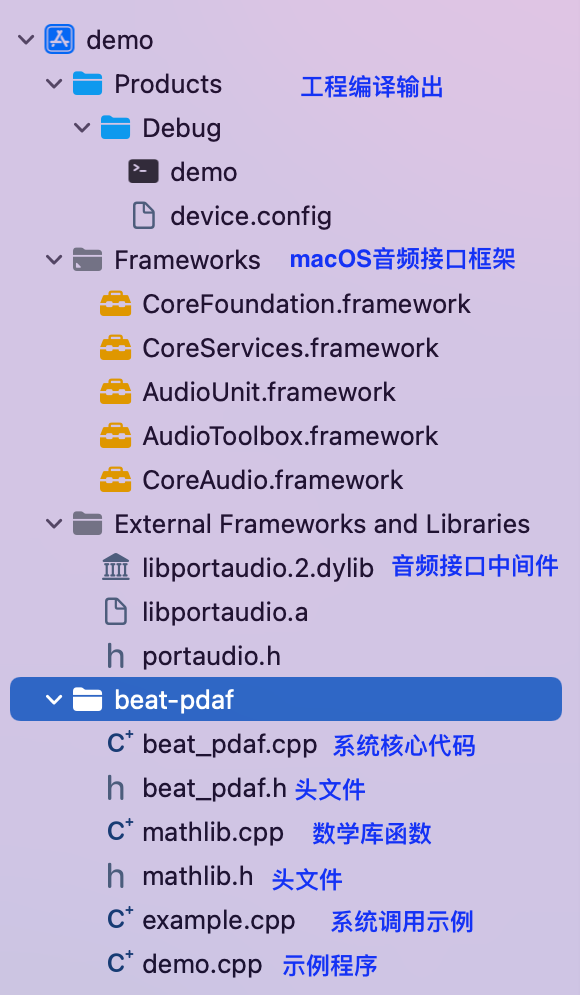 demo
Products 工程编译输出
Debug
demo
device.config
Frameworks macOS音频接口框架
CoreFoundation.framework
CoreServices.framework
AudioUnit.framework
AudioToolbox.framework
CoreAudio.framework
External Frameworks and Libraries
libportaudio.2.dylib 音频接口中间件
libportaudio.a
h portaudio.h
beat-pdaf
C+ beat_pdaf.cpp 系统核心代码
h beat_pdaf.h 头文件
C+ mathlib.cpp 数学库函数
h mathlib.h 头文件
C+ example.cpp 系统调用示例
C+ demo.cpp 示例程序